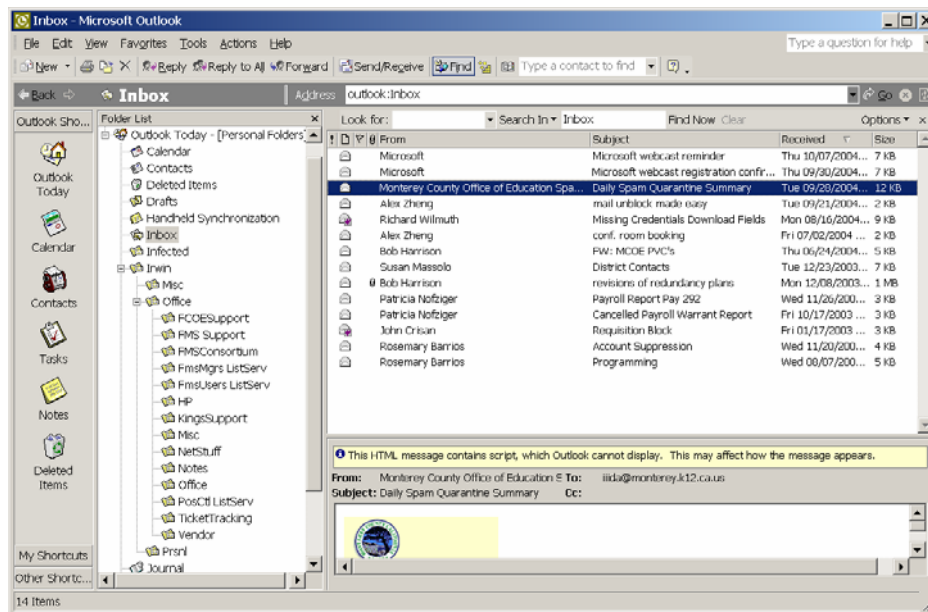 Inbox - Microsoft Outlook
File Edit View Favorites Tools Actions Help Type a question for help
New Reply Reply to All Forward Send/Receive Find Type a contact to find
Back Inbox Address outlook:Inbox Go
Outlook Sho...
Outlook Today
Calendar
Contacts
Tasks
Notes
Deleted Items
My Shortcuts
Other Shortc...
Folder List
Outlook Today - [Personal Folders]
Calendar
Contacts
Deleted Items
Drafts
Handheld Synchronization
Inbox
Infected
Irwin
Misc
Office
FCOESupport
FMS Support
FMSConsortium
FmsMgrs ListServ
FmsUsers ListServ
HP
KingsSupport
Misc
NetStuff
Notes
Office
PosCtl ListServ
TicketTracking
Vendor
Prsnl
Journal
Look for: Search In Inbox Find Now Clear Options
! From Subject Received Size
Microsoft Microsoft webcast reminder Thu 10/07/2004... 7 KB
Microsoft Microsoft webcast registration confir... Thu 09/30/2004... 7 KB
Monterey County Office of Education Spa... Daily Spam Quarantine Summary Tue 09/28/2004... 12 KB
Alex Zheng mail unblock made easy Tue 09/21/2004... 2 KB
Richard Wilmuth Missing Credentials Download Fields Mon 08/16/2004... 9 KB
Alex Zheng conf. room booking Fri 07/02/2004 ... 2 KB
Bob Harrison FW: MCOE PVC's Thu 06/24/2004... 5 KB
Susan Massolo District Contacts Tue 12/23/2003... 7 KB
Bob Harrison revisions of redundancy plans Mon 12/08/2003... 1 MB
Patricia Nofziger Payroll Report Pay 292 Wed 11/26/200... 3 KB
Patricia Nofziger Cancelled Payroll Warrant Report Fri 10/17/2003 ... 3 KB
John Crisan Requisition Block Fri 01/17/2003 ... 3 KB
Rosemary Barrios Account Suppression Wed 11/20/200... 4 KB
Rosemary Barrios Programming Wed 08/07/200... 5 KB
This HTML message contains script, which Outlook cannot display. This may affect how the message appears.
From: Monterey County Office of Education S To: iiida@monterey.k12.ca.us
Subject: Daily Spam Quarantine Summary Cc:
14 Items